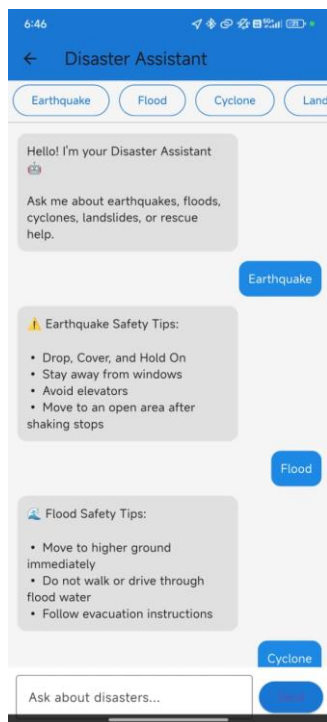 6:46
Disaster Assistant
Earthquake
Flood
Cyclone
Land
Hello! I'm your Disaster Assistant
🤖
Ask me about earthquakes, floods,
cyclones, landslides, or rescue
help.
Earthquake
⚠️ Earthquake Safety Tips:
• Drop, Cover, and Hold On
• Stay away from windows
• Avoid elevators
• Move to an open area after
shaking stops
Flood
🌊 Flood Safety Tips:
• Move to higher ground
immediately
• Do not walk or drive through
flood water
• Follow evacuation instructions
Cyclone
Ask about disasters...